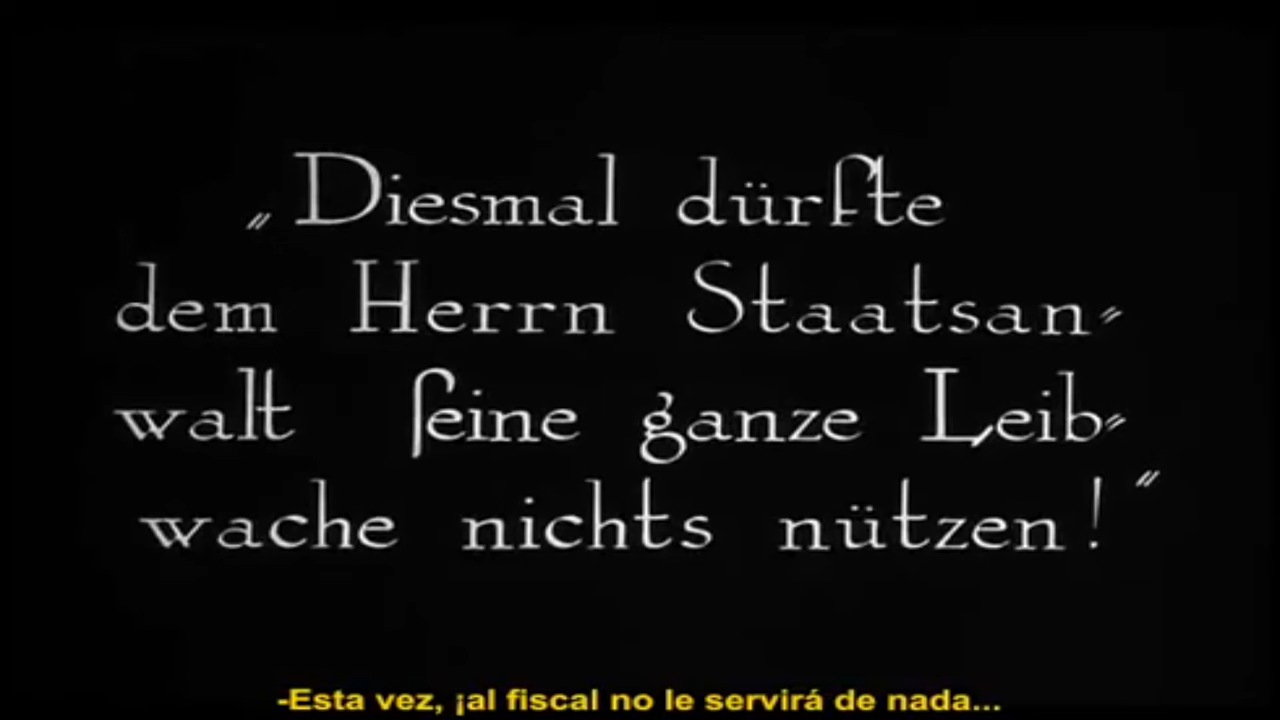 „Diesmal dürfte
dem Herrn Staatsan⸗
walt ſeine ganze Leib⸗
wache nichts nützen!“
-Esta vez, ¡al fiscal no le servirá de nada...